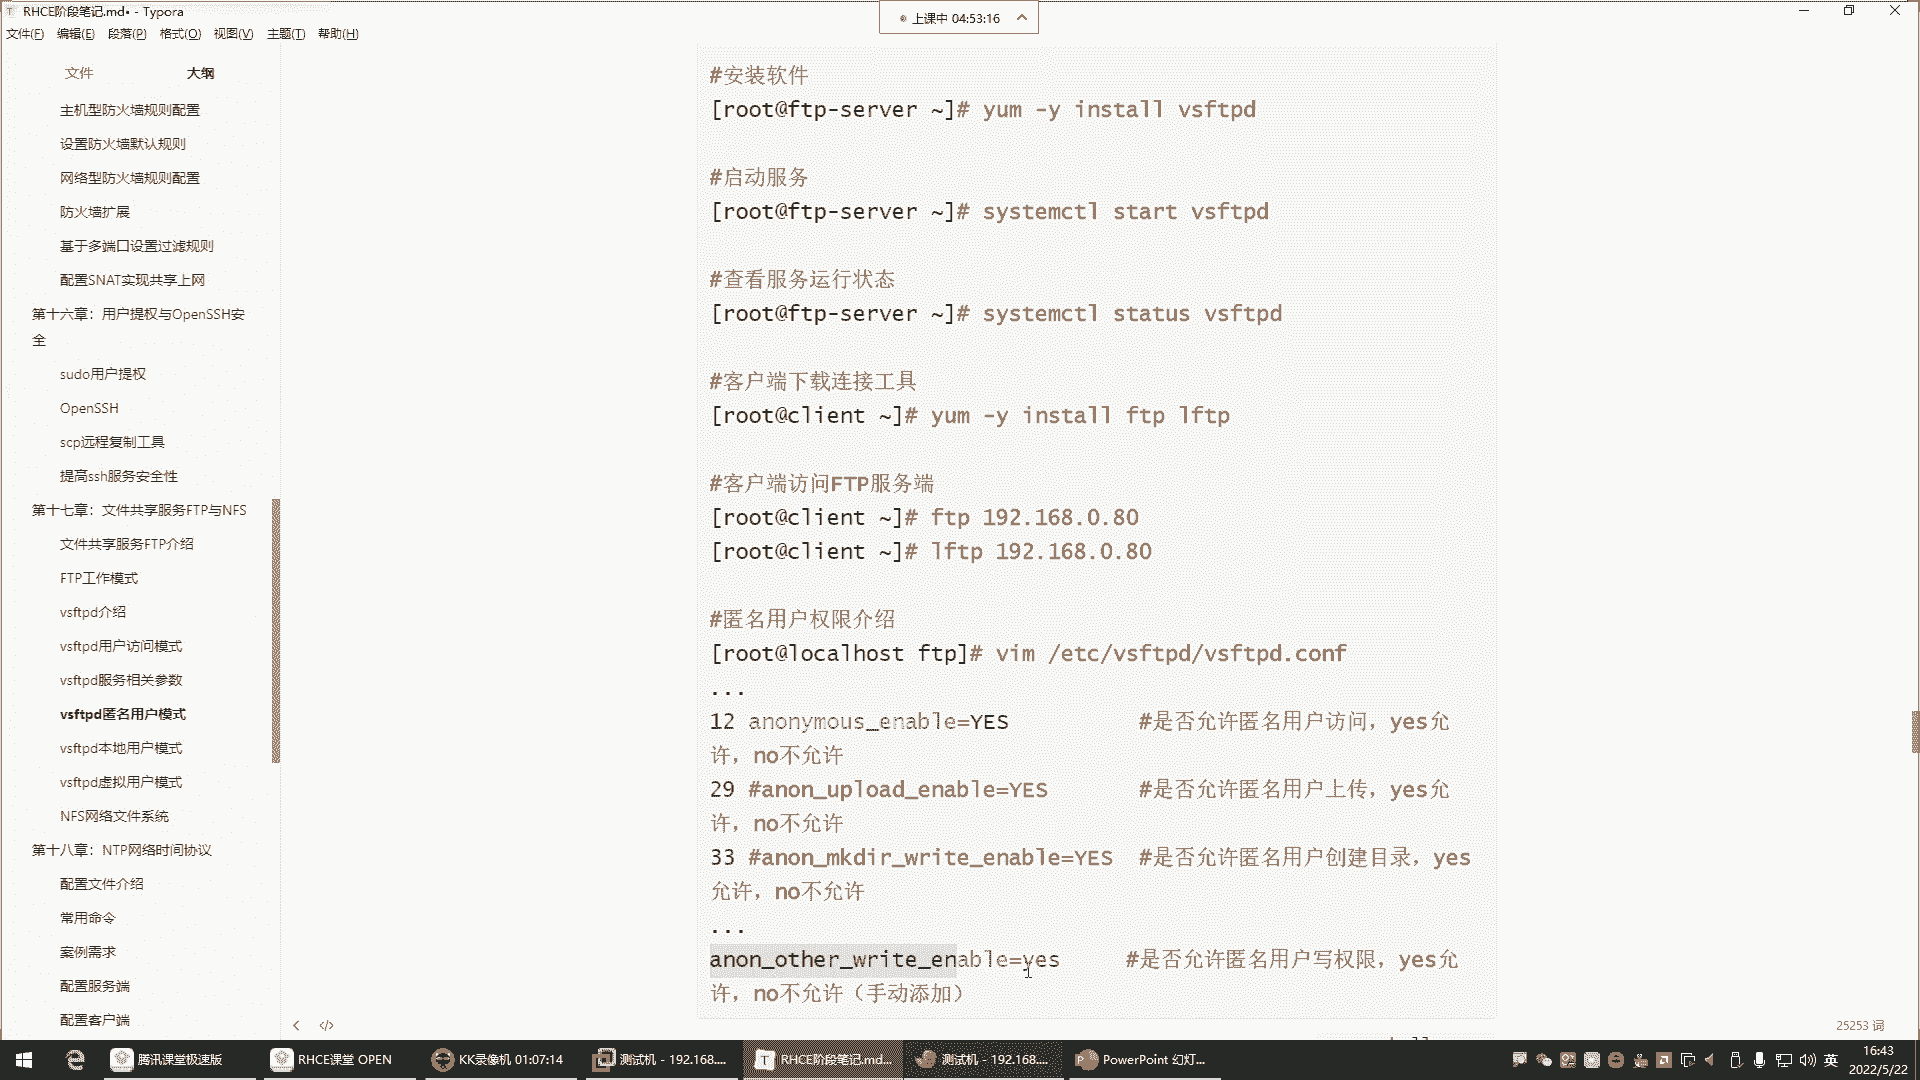 RHCE阶段笔记.md• - Typora
上课中 04:53:16
文件(F) 编辑(E) 段落(P) 格式(O) 视图(V) 主题(T) 帮助(H)
文件 大纲
主机型防火墙规则配置
设置防火墙默认规则
网络型防火墙规则配置
防火墙扩展
基于多端口设置过滤规则
配置SNAT实现共享上网
第十六章：用户提权与OpenSSH安
全
sudo用户提权
OpenSSH
scp远程复制工具
提高ssh服务安全性
第十七章：文件共享服务FTP与NFS
文件共享服务FTP介绍
FTP工作模式
vsftpd介绍
vsftpd用户访问模式
vsftpd服务相关参数
vsftpd匿名用户模式
vsftpd本地用户模式
vsftpd虚拟用户模式
NFS网络文件系统
第十八章：NTP网络时间协议
配置文件介绍
常用命令
案例需求
配置服务端
配置客户端
#安装软件
[root@ftp-server ~]# yum -y install vsftpd
#启动服务
[root@ftp-server ~]# systemctl start vsftpd
#查看服务运行状态
[root@ftp-server ~]# systemctl status vsftpd
#客户端下载连接工具
[root@client ~]# yum -y install ftp lftp
#客户端访问FTP服务端
[root@client ~]# ftp 192.168.0.80
[root@client ~]# lftp 192.168.0.80
#匿名用户权限介绍
[root@localhost ftp]# vim /etc/vsftpd/vsftpd.conf
...
12 anonymous_enable=YES #是否允许匿名用户访问，yes允
许，no不允许
29 #anon_upload_enable=YES #是否允许匿名用户上传，yes允
许，no不允许
33 #anon_mkdir_write_enable=YES #是否允许匿名用户创建目录，yes
允许，no不允许
...
anon_other_write_enable=yes #是否允许匿名用户写权限，yes允
许，no不允许（手动添加）
25253 词
腾讯课堂极速版 RHCE课堂 OPEN KK录像机 01:07:14 测试机 - 192.168.... RHCE阶段笔记.md... 测试机 - 192.168.... PowerPoint 幻灯... 英 16:43
2022/5/22